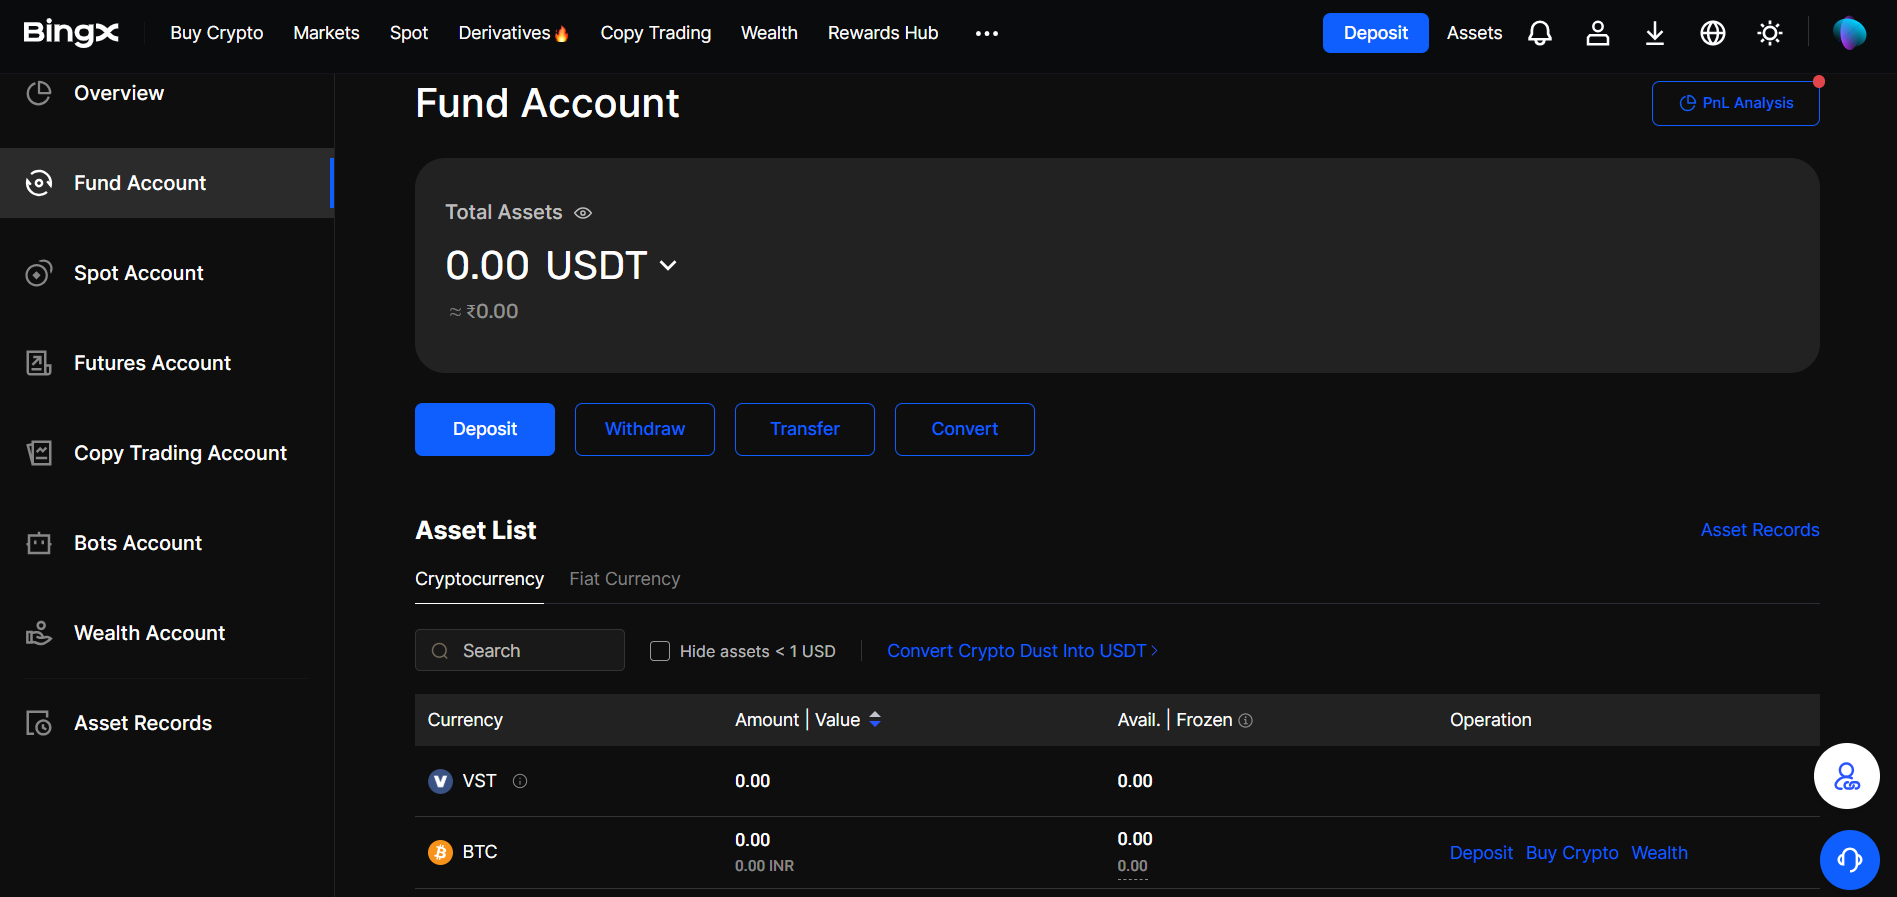 BingX Buy Crypto Markets Spot Derivatives🔥 Copy Trading Wealth Rewards Hub ••• Deposit Assets
Overview
Fund Account
Spot Account
Futures Account
Copy Trading Account
Bots Account
Wealth Account
Asset Records
Fund Account
PnL Analysis
Total Assets
0.00 USDT
≈ ₹0.00
Deposit Withdraw Transfer Convert
Asset List Asset Records
Cryptocurrency Fiat Currency
Search Hide assets < 1 USD Convert Crypto Dust Into USDT >
Currency Amount | Value Avail. | Frozen Operation
VST 0.00 0.00
BTC 0.00 0.00 Deposit Buy Crypto Wealth
0.00 INR 0.00